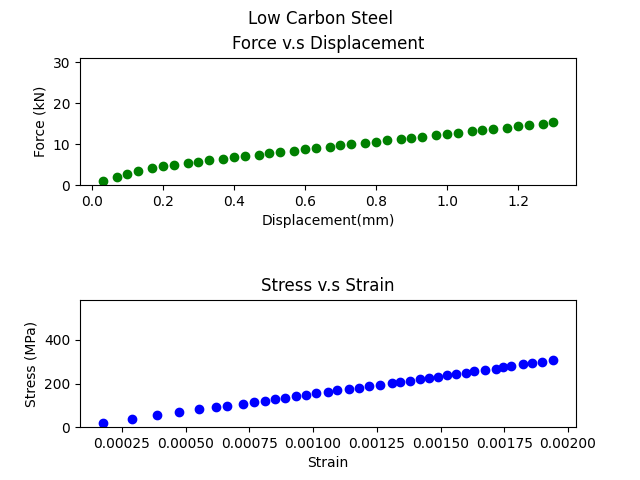 Low Carbon Steel
Force v.s Displacement
30
20
10
0
Force (kN)
0.0 0.2 0.4 0.6 0.8 1.0 1.2
Displacement(mm)
Stress v.s Strain
400
200
0
Stress (MPa)
0.00025 0.00050 0.00075 0.00100 0.00125 0.00150 0.00175 0.00200
Strain